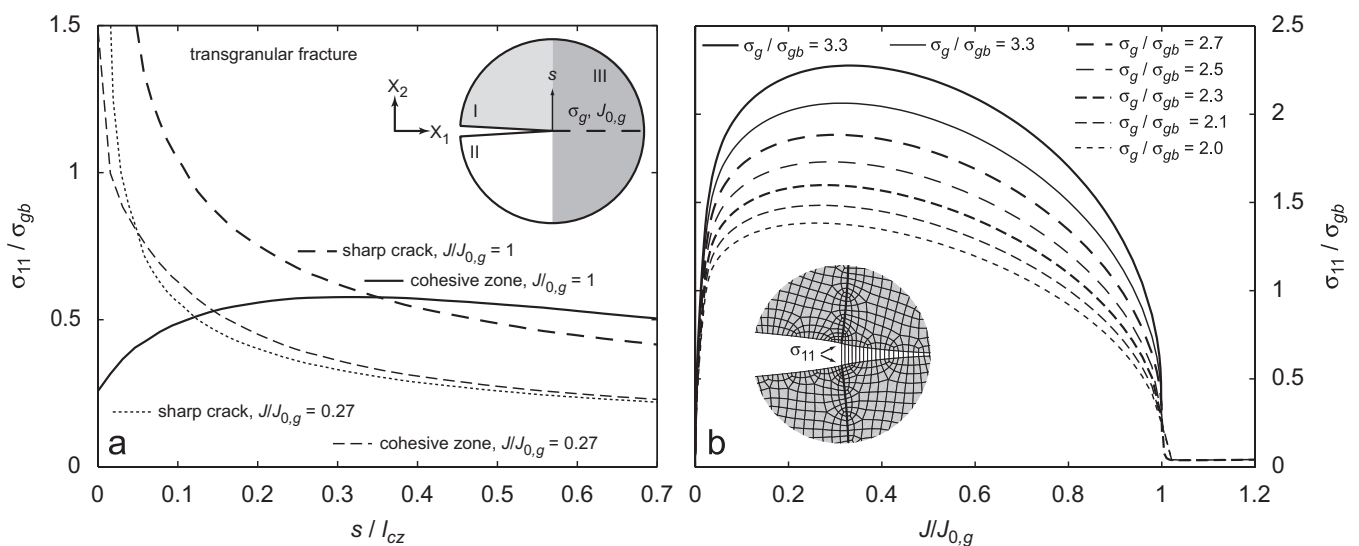 1.5
1
0.5
0
σ11 / σgb
transgranular fracture
X2
X1
s
I
II
III
σg, J0,g
sharp crack, J/J0,g = 1
cohesive zone, J/0,g = 1
sharp crack, J/J0,g = 0.27
cohesive zone, J/J0,g = 0.27
a
0 0.1 0.2 0.3 0.4 0.5 0.6 0.7
s / lcz
σg / σgb = 3.3
σg / σgb = 3.3
σg / σgb = 2.7
σg / σgb = 2.5
σg / σgb = 2.3
σg / σgb = 2.1
σg / σgb = 2.0
σ11
b
2.5
2
1.5
1
0.5
0
σ11 / σgb
0 0.2 0.4 0.6 0.8 1 1.2
J/J0,g